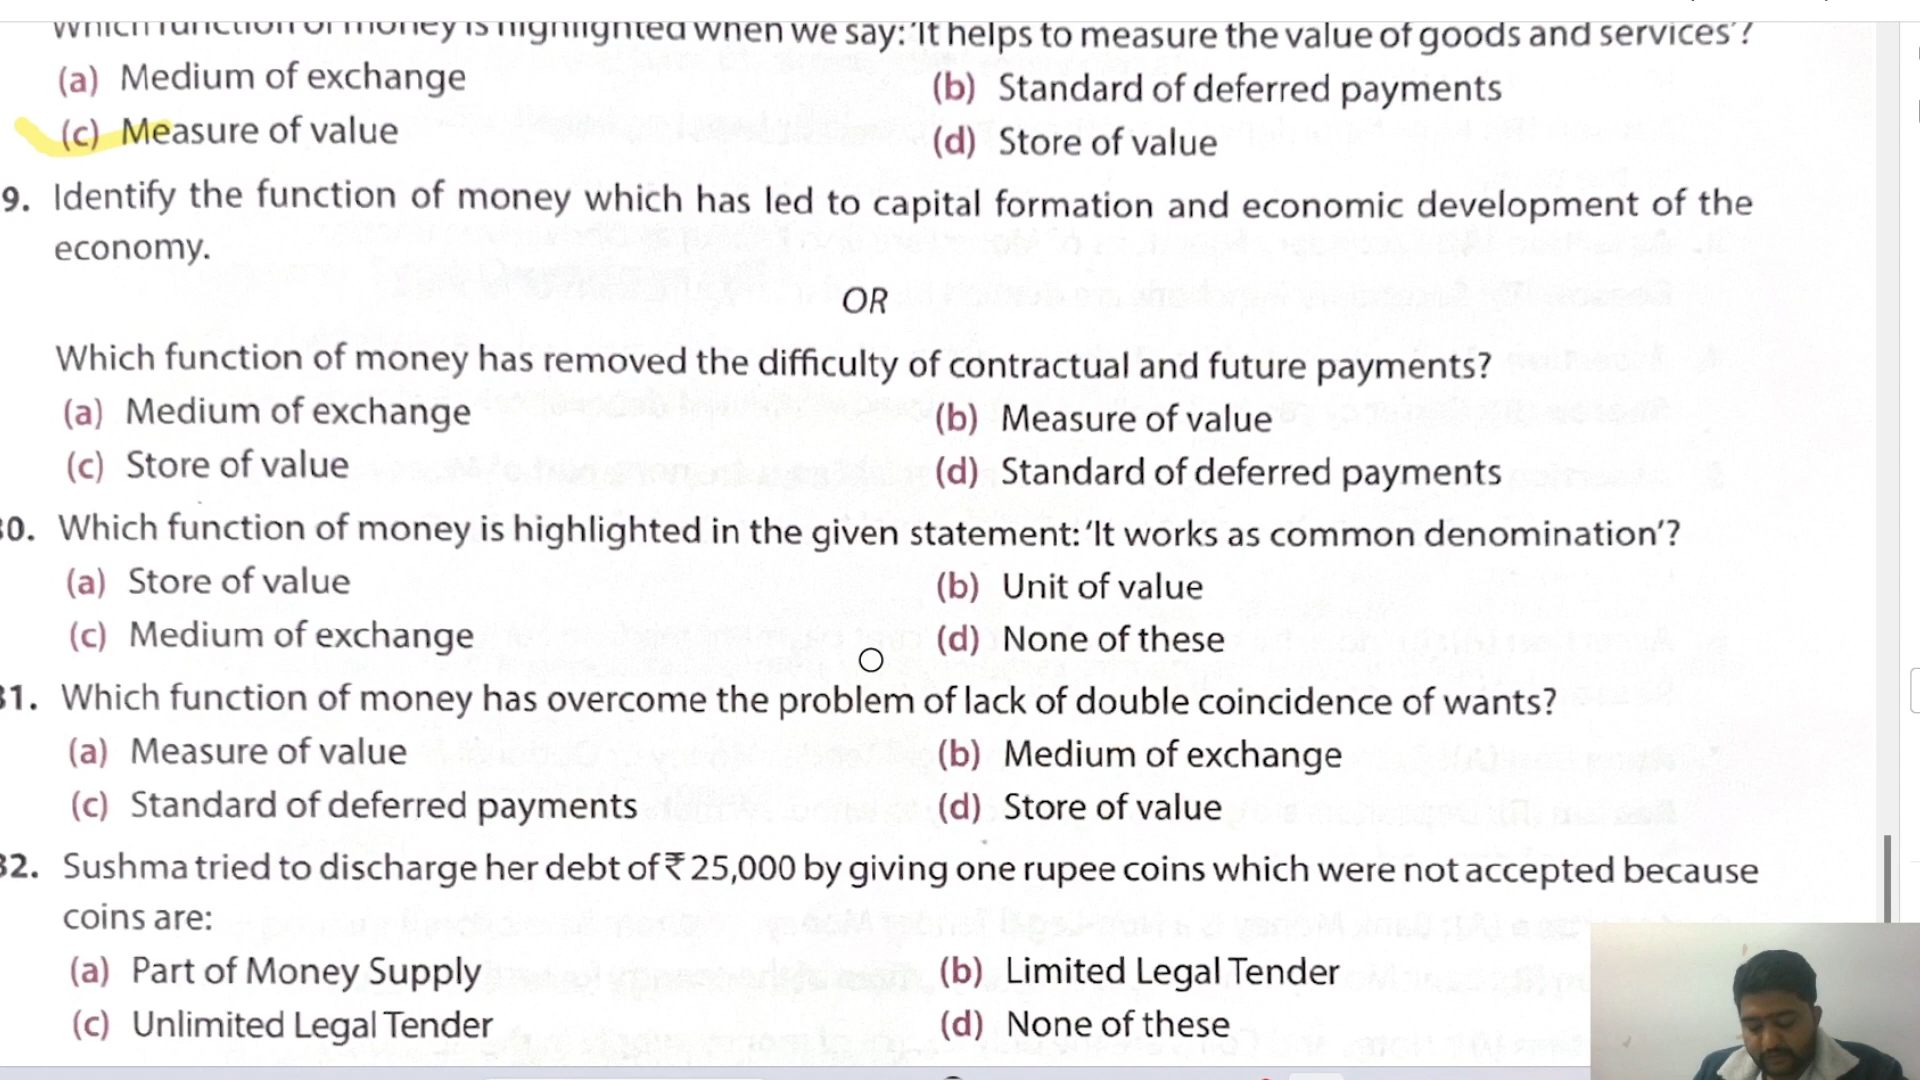 Which function of money is highlighted when we say: 'It helps to measure the value of goods and services'?
(a) Medium of exchange
(b) Standard of deferred payments
(c) Measure of value
(d) Store of value
9. Identify the function of money which has led to capital formation and economic development of the
economy.
OR
Which function of money has removed the difficulty of contractual and future payments?
(a) Medium of exchange
(b) Measure of value
(c) Store of value
(d) Standard of deferred payments
30. Which function of money is highlighted in the given statement: 'It works as common denomination'?
(a) Store of value
(b) Unit of value
(c) Medium of exchange
(d) None of these
31. Which function of money has overcome the problem of lack of double coincidence of wants?
(a) Measure of value
(b) Medium of exchange
(c) Standard of deferred payments
(d) Store of value
32. Sushma tried to discharge her debt of ₹ 25,000 by giving one rupee coins which were not accepted because
coins are:
(a) Part of Money Supply
(b) Limited Legal Tender
(c) Unlimited Legal Tender
(d) None of these